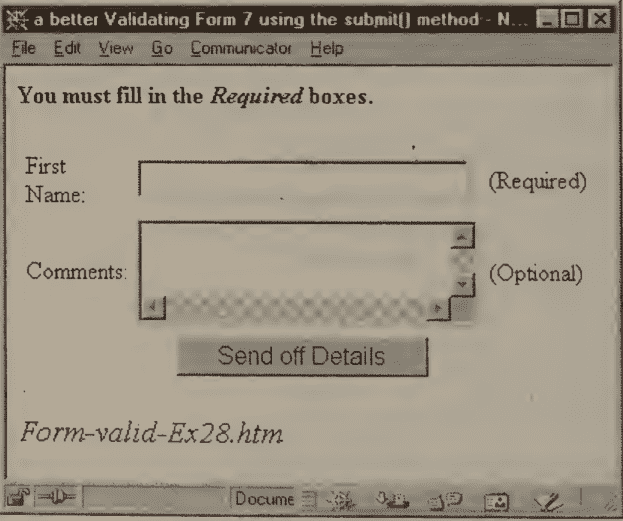 a better Validating Form 7 using the submit() method - N...
File Edit View Go Communicator Help
You must fill in the Required boxes.
First
Name:
(Required)
Comments:
(Optional)
Send off Details
Form-valid-Ex28.htm
Docume